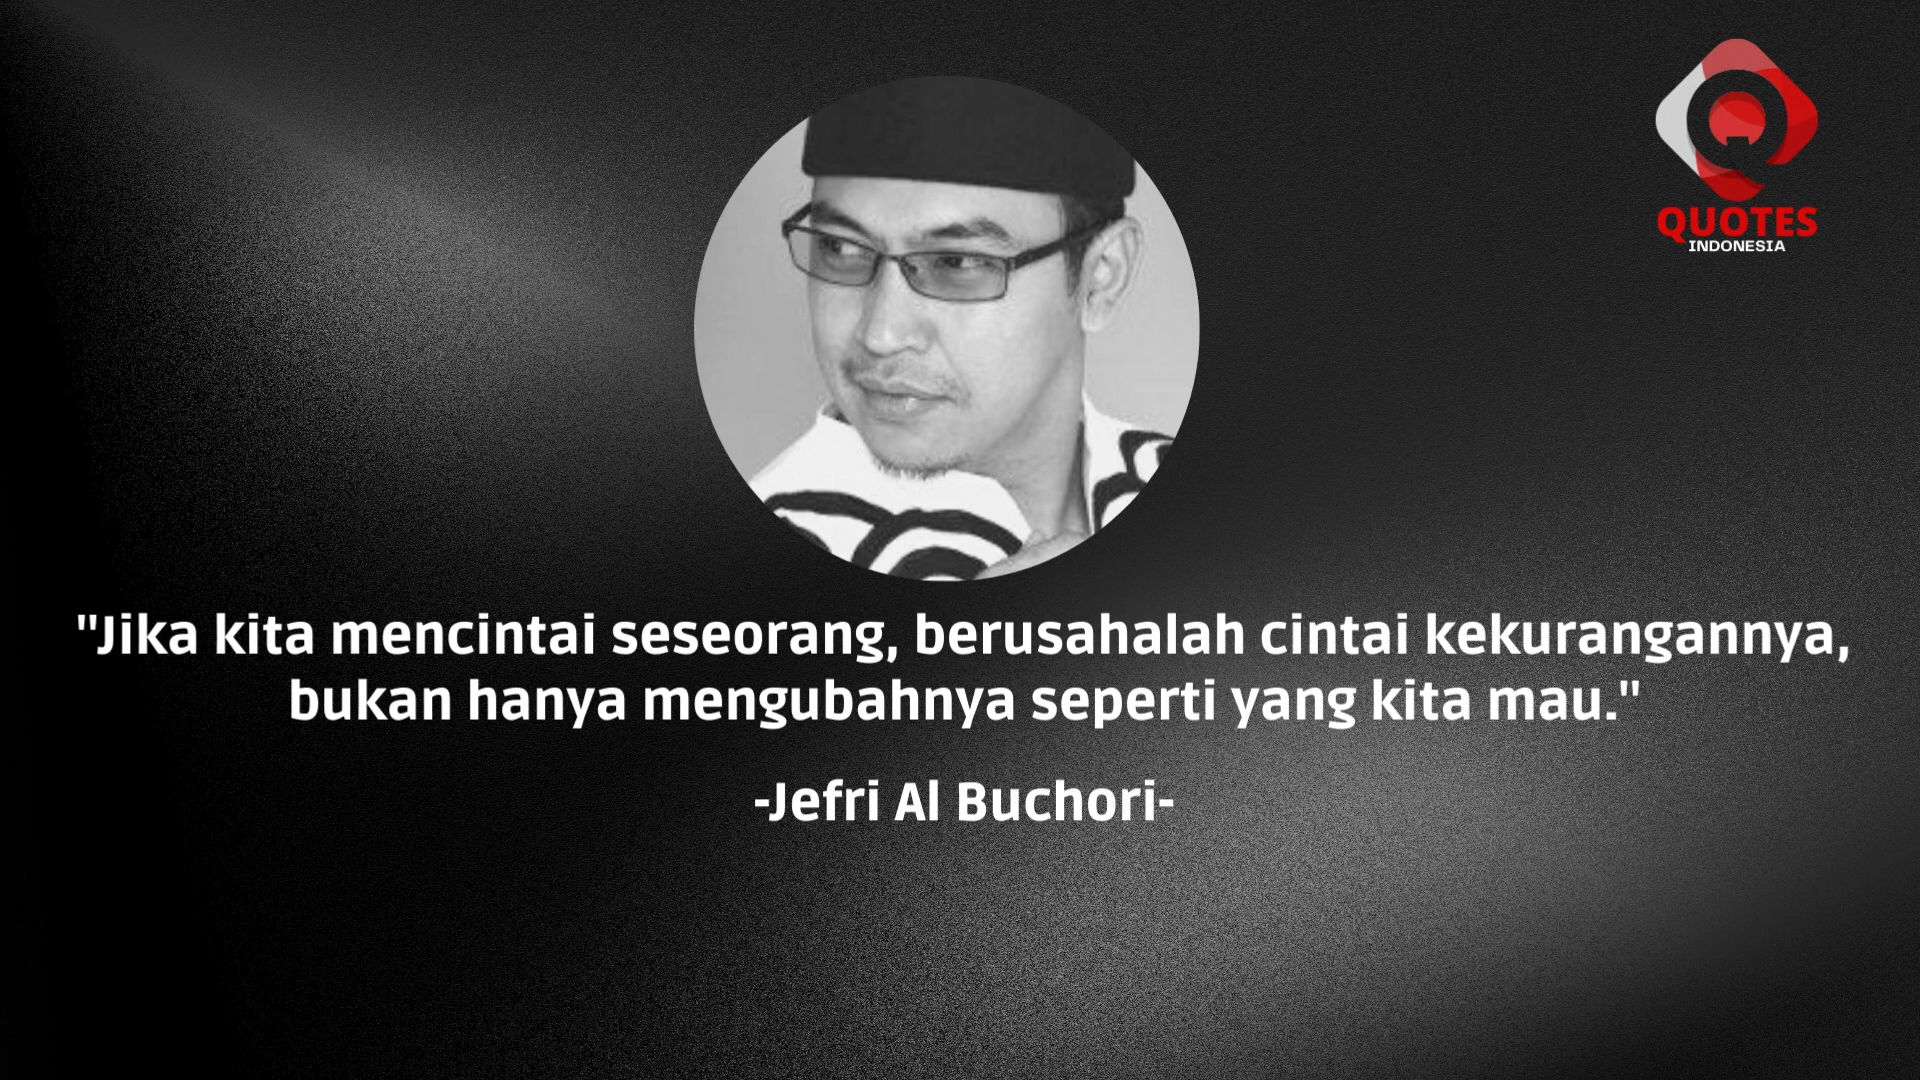 QUOTES
INDONESIA
"Jika kita mencintai seseorang, berusahalah cintai kekurangannya,
bukan hanya mengubahnya seperti yang kita mau."
-Jefri Al Buchori-